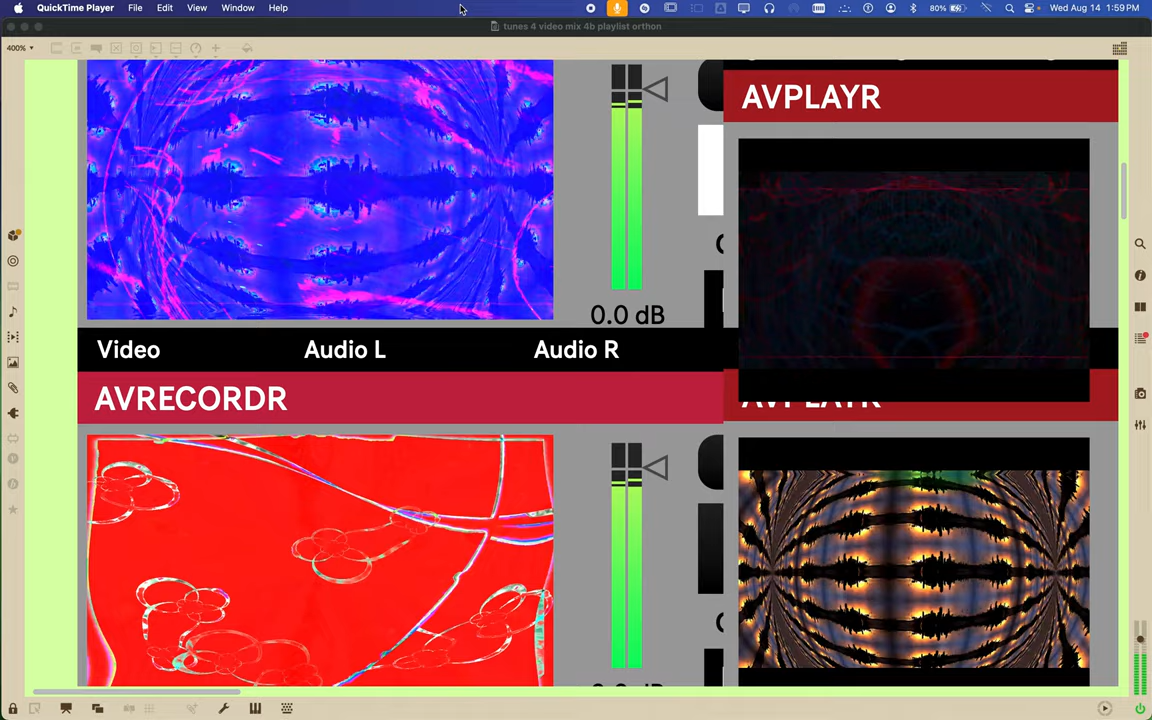 QuickTime Player File Edit View Window Help 80% Wed Aug 14 1:59 PM
tunes 4 video mix 4b playlist orthon
400%
AVPLAYR
0.0 dB
Video Audio L Audio R
AVRECORDR